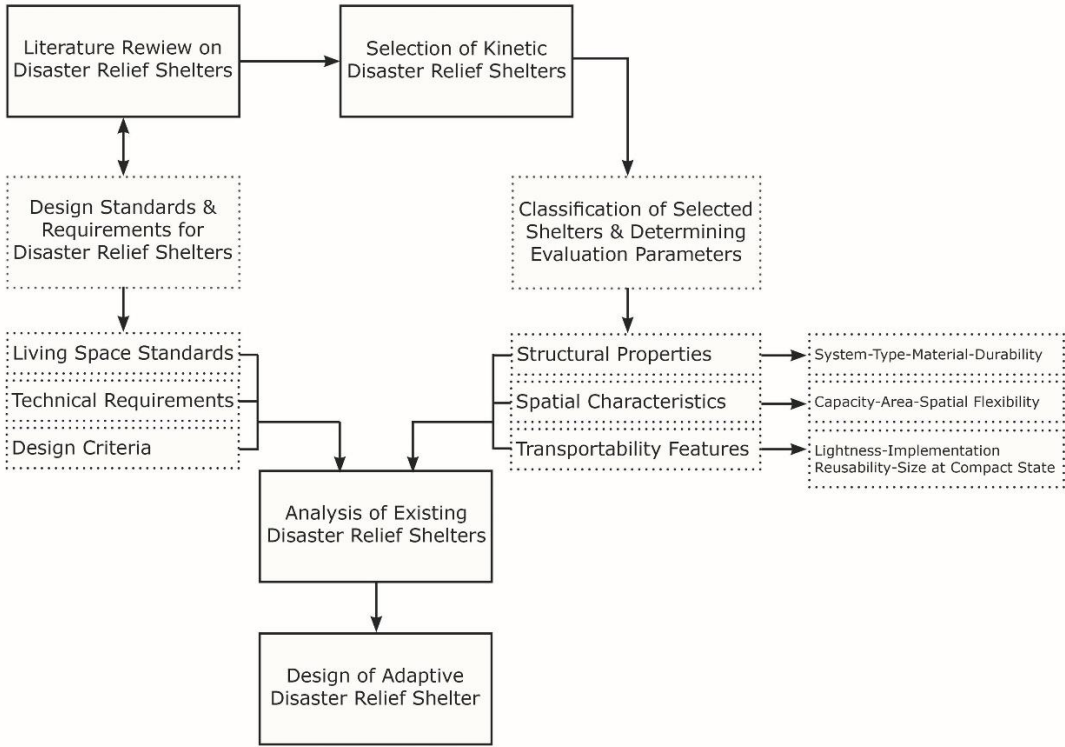 Literature Rewiew on
Disaster Relief Shelters
Selection of Kinetic
Disaster Relief Shelters
Design Standards &
Requirements for
Disaster Relief Shelters
Classification of Selected
Shelters & Determining
Evaluation Parameters
Living Space Standards
Technical Requirements
Design Criteria
Structural Properties
Spatial Characteristics
Transportability Features
System-Type-Material-Durability
Capacity-Area-Spatial Flexibility
Lightness-Implementation
Reusability-Size at Compact State
Analysis of Existing
Disaster Relief Shelters
Design of Adaptive
Disaster Relief Shelter